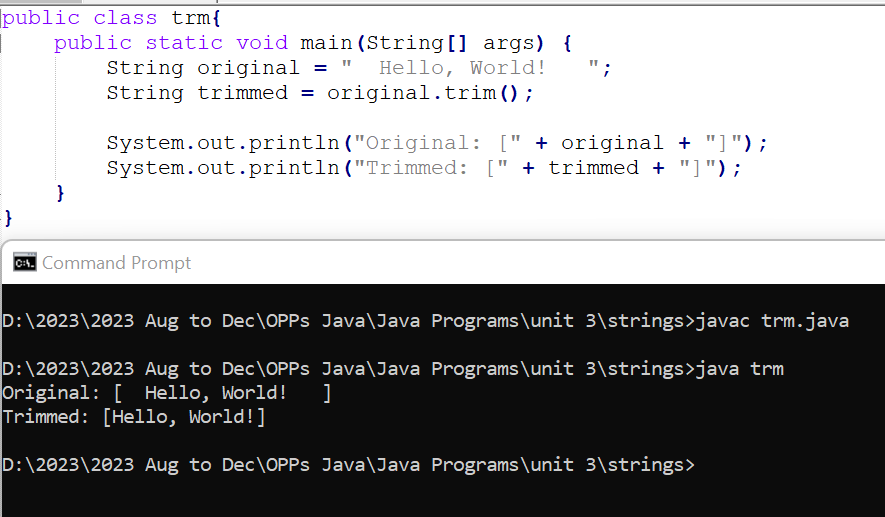 public class trm{
    public static void main(String[] args) {
        String original = "  Hello, World!   ";
        String trimmed = original.trim();
        System.out.println("Original: [" + original + "]");
        System.out.println("Trimmed: [" + trimmed + "]");
    }
}
Command Prompt
D:\2023\2023 Aug to Dec\OPPs Java\Java Programs\unit 3\strings>javac trm.java
D:\2023\2023 Aug to Dec\OPPs Java\Java Programs\unit 3\strings>java trm
Original: [  Hello, World!   ]
Trimmed: [Hello, World!]
D:\2023\2023 Aug to Dec\OPPs Java\Java Programs\unit 3\strings>